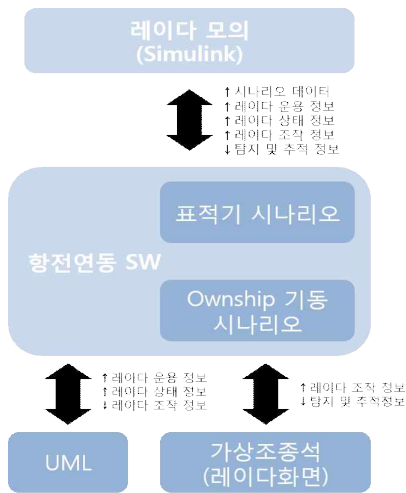 레이다 모의
(Simulink)
↑시나리오 데이터
↑레이다 운용 정보
↑레이다 상태 정보
↑레이다 조작 정보
↓탐지 및 추적 정보
표적기 시나리오
항전연동 SW
Ownship 기동
시나리오
↑레이다 운용 정보
↑레이다 상태 정보
↓레이다 조작 정보
↑레이다 조작 정보
↓탐지 및 추적정보
UML
가상조종석
(레이다화면)